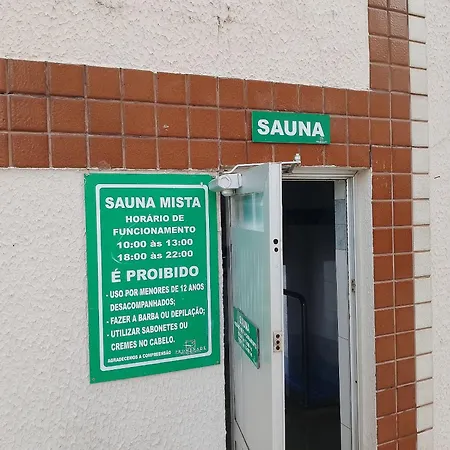 SAUNA
SAUNA MISTA
HORÁRIO DE
FUNCIONAMENTO
10:00 às 13:00
18:00 às 22:00
É PROIBIDO
- USO POR MENORES DE 12 ANOS
DESACOMPANHADOS;
- FAZER A BARBA OU DEPILAÇÃO;
- UTILIZAR SABONETES OU
CREMES NO CABELO.
AGRADECEMOS A COMPREENSÃO